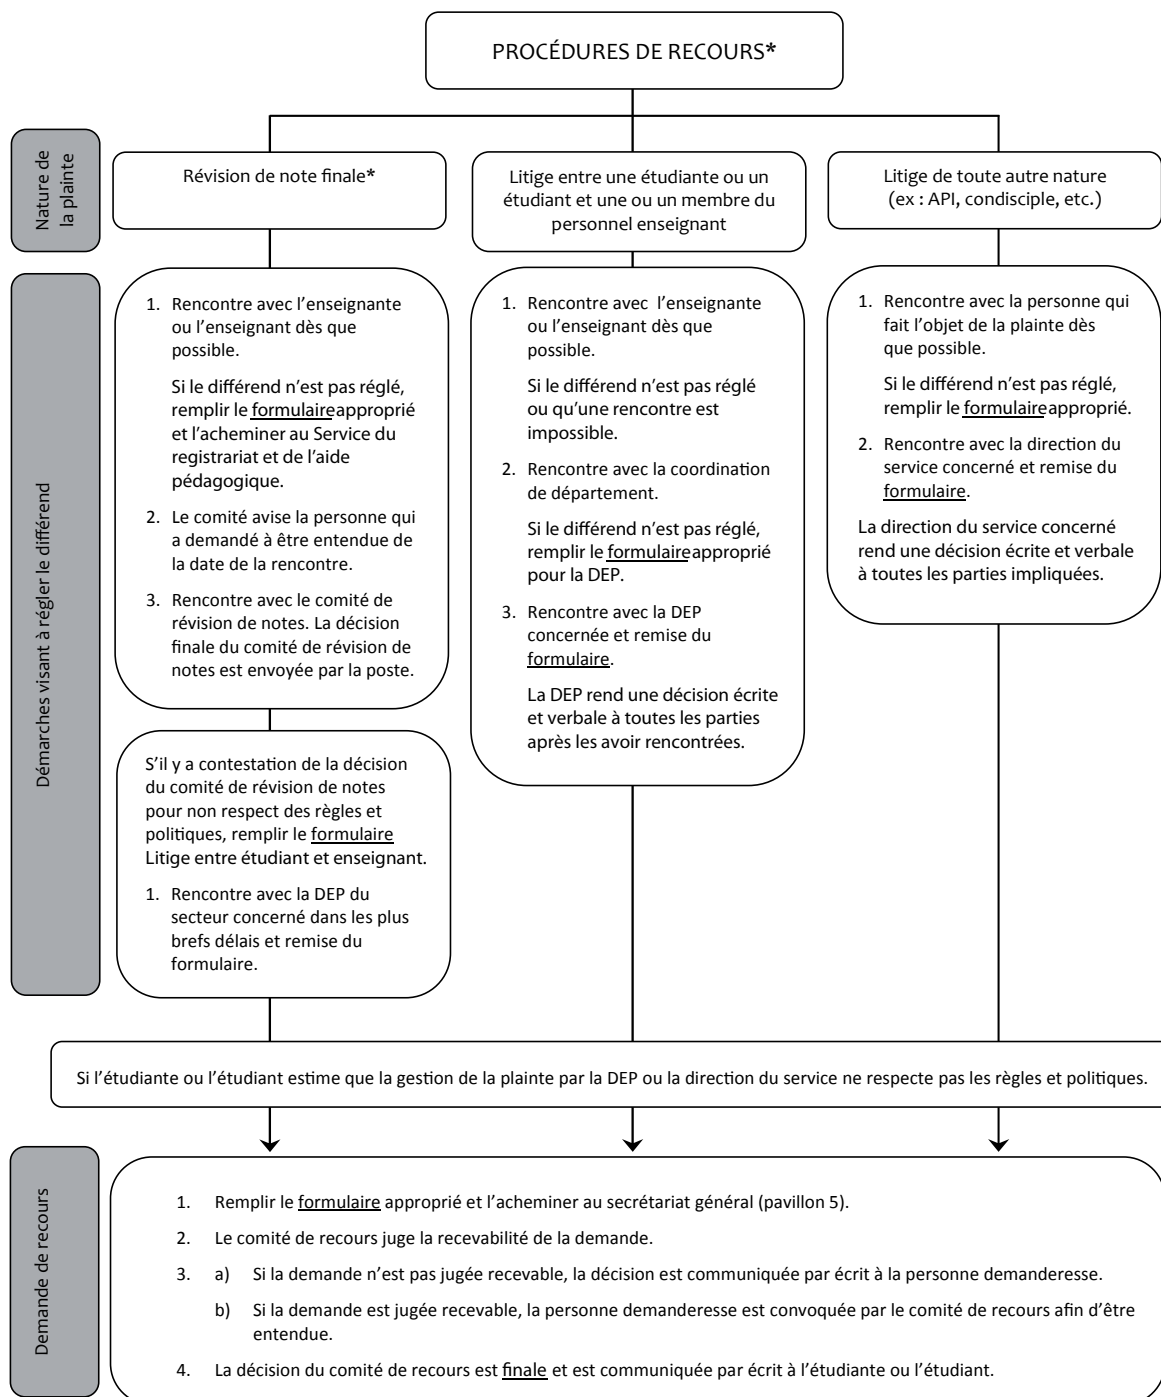 PROCÉDURES DE RECOURS*
Nature de
la plainte
Révision de note finale*
Litige entre une étudiante ou un
étudiant et une ou un membre du
personnel enseignant
Litige de toute autre nature
(ex : API, condisciple, etc.)
Démarches visant à régler le différend
1. Rencontre avec l'enseignante
ou l'enseignant dès que
possible.
Si le différend n'est pas réglé,
remplir le formulaire approprié
et l'acheminer au Service du
registrariat et de l'aide
pédagogique.
2. Le comité avise la personne qui
a demandé à être entendue de
la date de la rencontre.
3. Rencontre avec le comité de
révision de notes. La décision
finale du comité de révision de
notes est envoyée par la poste.
S'il y a contestation de la décision
du comité de révision de notes
pour non respect des règles et
politiques, remplir le formulaire
Litige entre étudiant et enseignant.
1. Rencontre avec la DEP du
secteur concerné dans les plus
brefs délais et remise du
formulaire.
1. Rencontre avec l'enseignante
ou l'enseignant dès que
possible.
Si le différend n'est pas réglé
ou qu'une rencontre est
impossible.
2. Rencontre avec la coordination
de département.
Si le différend n'est pas réglé,
remplir le formulaire approprié
pour la DEP.
3. Rencontre avec la DEP
concernée et remise du
formulaire.
La DEP rend une décision écrite
et verbale à toutes les parties
après les avoir rencontrées.
1. Rencontre avec la personne qui
fait l'objet de la plainte dès
que possible.
Si le différend n'est pas réglé,
remplir le formulaire approprié.
2. Rencontre avec la direction du
service concerné et remise du
formulaire.
La direction du service concerné
rend une décision écrite et verbale
à toutes les parties impliquées.
Si l'étudiante ou l'étudiant estime que la gestion de la plainte par la DEP ou la direction du service ne respecte pas les règles et politiques.
Demande de recours
1. Remplir le formulaire approprié et l'acheminer au secrétariat général (pavillon 5).
2. Le comité de recours juge la recevabilité de la demande.
3. a) Si la demande n'est pas jugée recevable, la décision est communiquée par écrit à la personne demanderesse.
b) Si la demande est jugée recevable, la personne demanderesse est convoquée par le comité de recours afin d'être
entendue.
4. La décision du comité de recours est finale et est communiquée par écrit à l'étudiante ou l'étudiant.